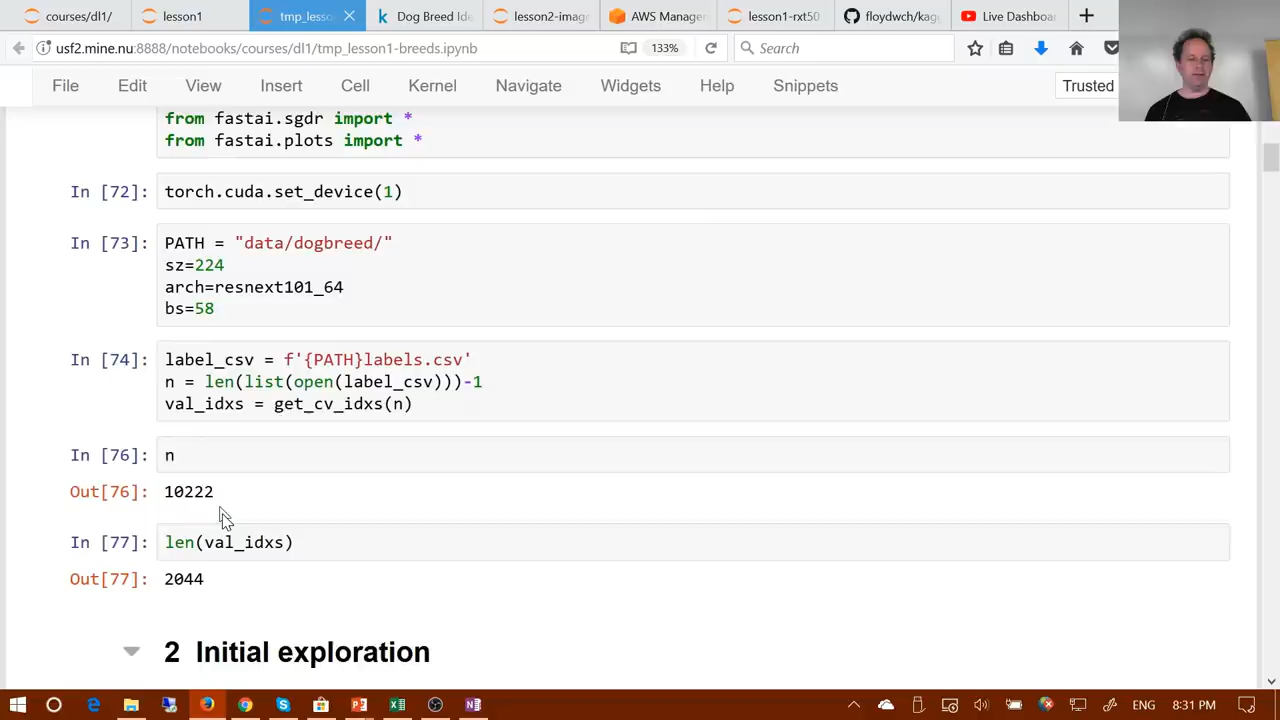 courses/dl1/
lesson1
tmp_lesso
Dog Breed Ide
lesson2-imag
AWS Manage
lesson1-rxt50
floydwch/kagg
Live Dashboa
usf2.mine.nu:8888/notebooks/courses/dl1/tmp_lesson1-breeds.ipynb
133%
Search
File Edit View Insert Cell Kernel Navigate Widgets Help Snippets
Trusted
from fastai.sgdr import *
from fastai.plots import *
In [72]: torch.cuda.set_device(1)
In [73]: PATH = "data/dogbreed/"
sz=224
arch=resnext101_64
bs=58
In [74]: label_csv = f'{PATH}labels.csv'
n = len(list(open(label_csv)))-1
val_idxs = get_cv_idxs(n)
In [76]: n
Out[76]: 10222
In [77]: len(val_idxs)
Out[77]: 2044
2 Initial exploration
ENG 8:31 PM